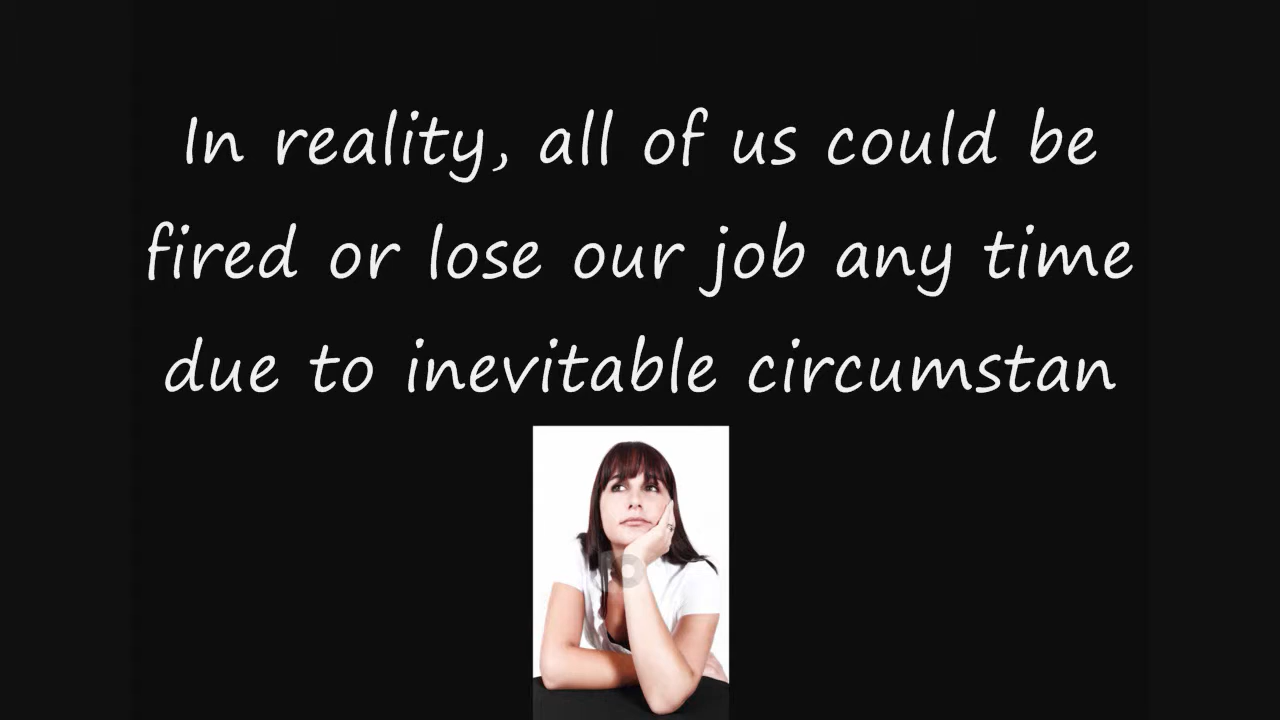 In reality, all of us could be
fired or lose our job any time
due to inevitable circumstan